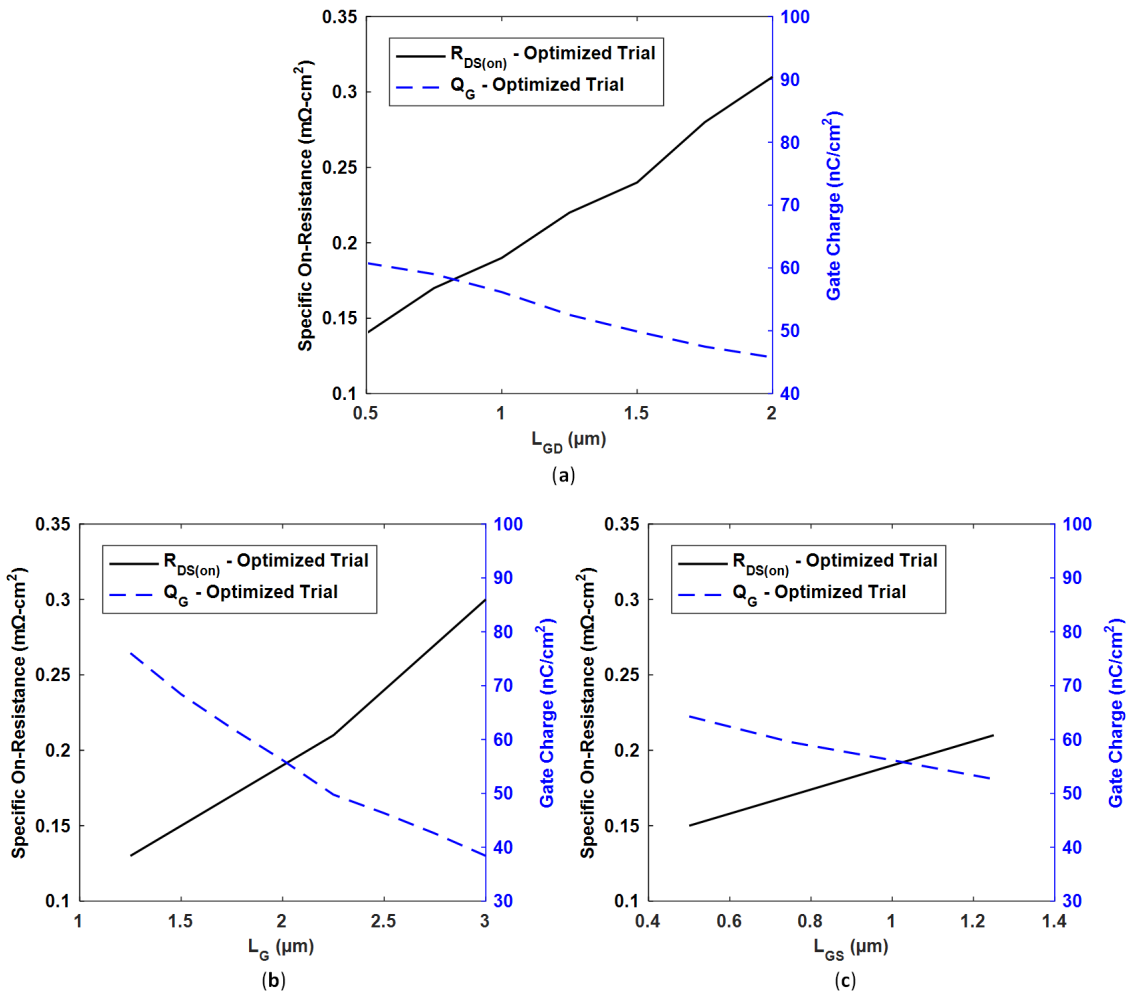 0.35
0.3
0.25
0.2
0.15
0.1
Specific On-Resistance (mΩ-cm²)
R_DS(on) - Optimized Trial
Q_G - Optimized Trial
100
90
80
70
60
50
40
Gate Charge (nC/cm²)
0.5 1 1.5 2
L_GD (µm)
(a)
0.35
0.3
0.25
0.2
0.15
0.1
Specific On-Resistance (mΩ-cm²)
R_DS(on) - Optimized Trial
Q_G - Optimized Trial
100
90
80
70
60
50
40
30
Gate Charge (nC/cm²)
1 1.5 2 2.5 3
L_G (µm)
(b)
0.35
0.3
0.25
0.2
0.15
0.1
Specific On-Resistance (mΩ-cm²)
R_DS(on) - Optimized Trial
Q_G - Optimized Trial
100
90
80
70
60
50
40
30
Gate Charge (nC/cm²)
0.4 0.6 0.8 1 1.2 1.4
L_GS (µm)
(c)